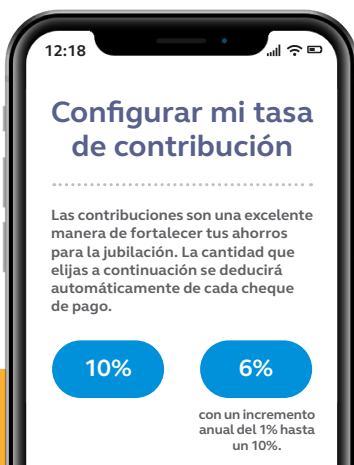 12:18
Configurar mi tasa
de contribución
Las contribuciones son una excelente
manera de fortalecer tus ahorros
para la jubilación. La cantidad que
elijas a continuación se deducirá
automáticamente de cada cheque
de pago.
10%
6%
con un incremento
anual del 1% hasta
un 10%.